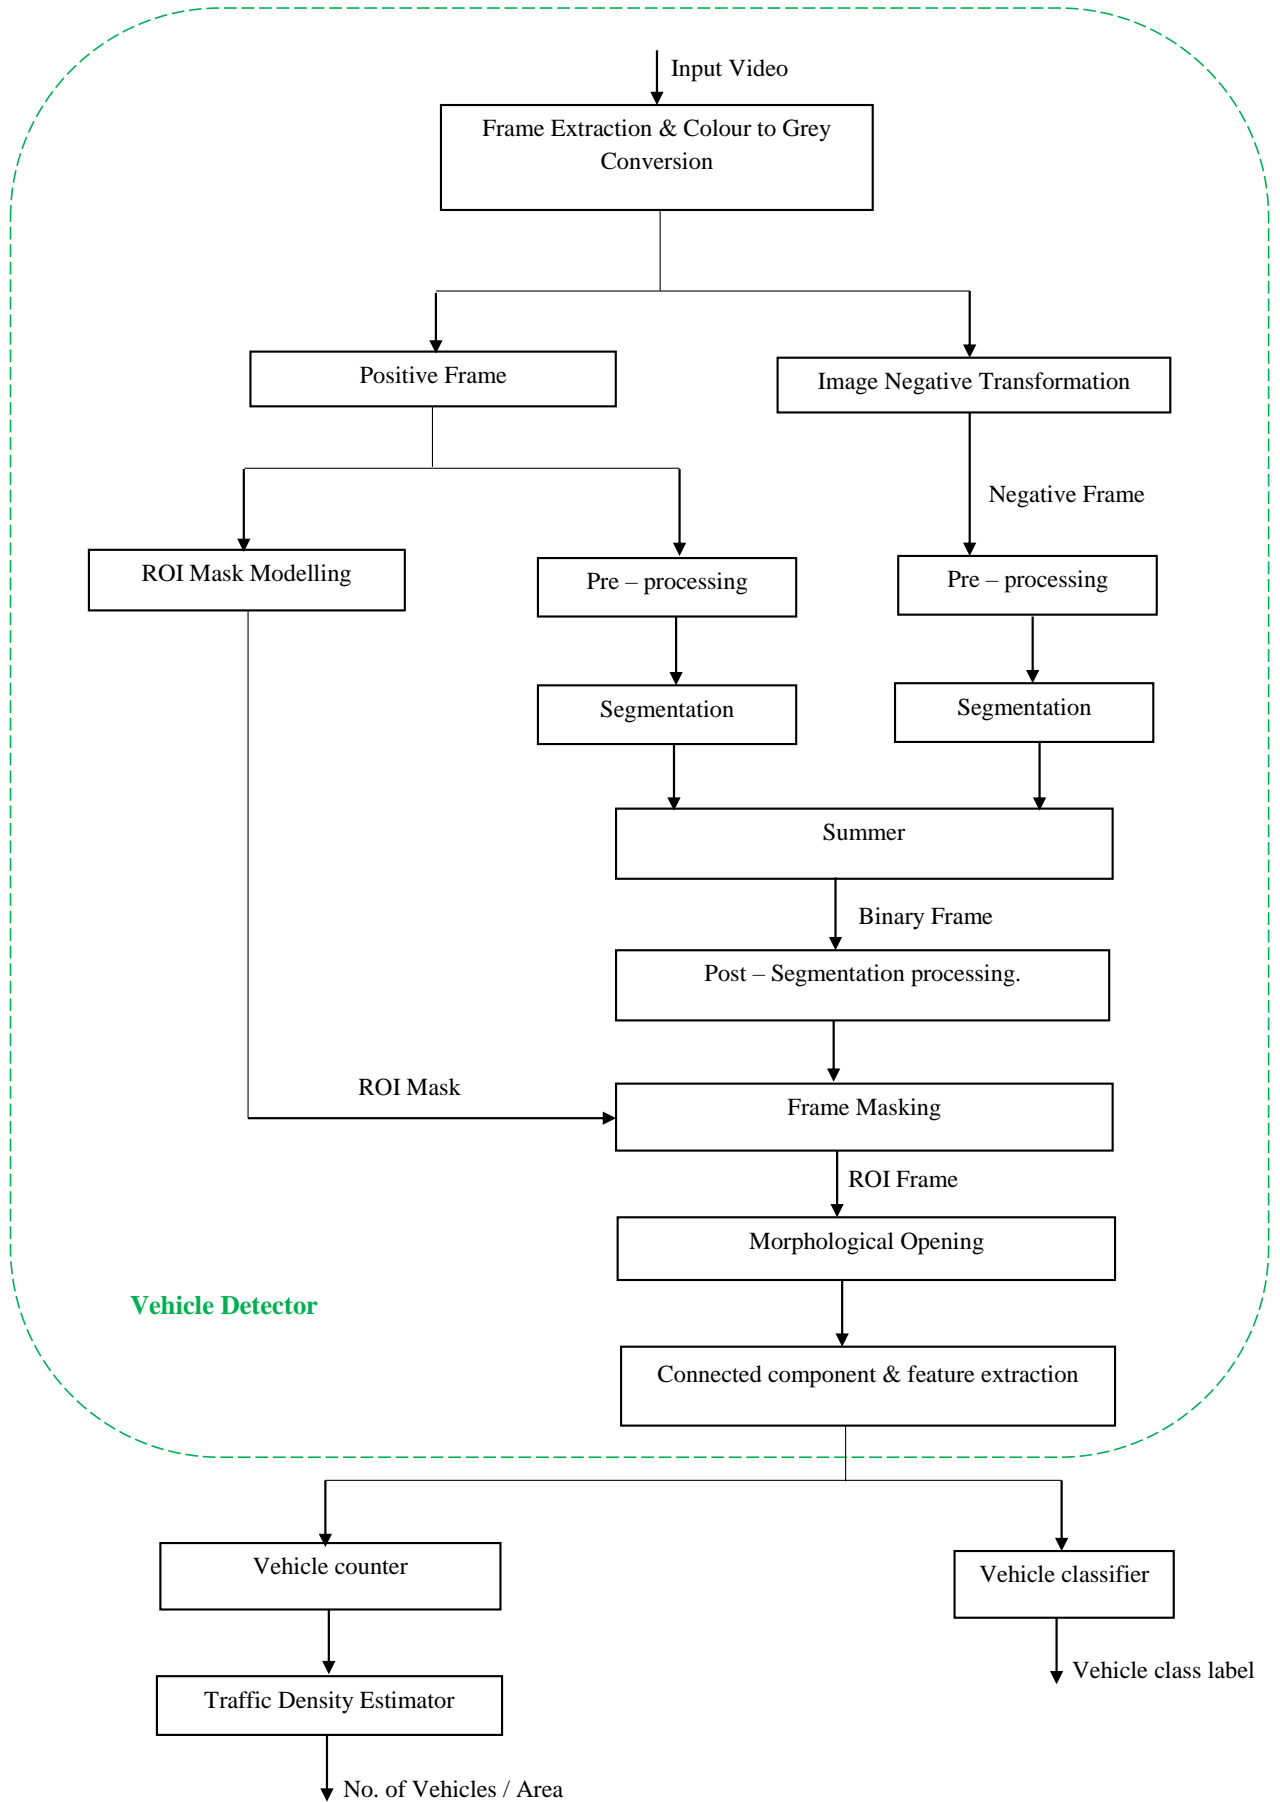 Input Video
Frame Extraction & Colour to Grey
Conversion
Positive Frame
Image Negative Transformation
Negative Frame
ROI Mask Modelling
Pre – processing
Pre – processing
Segmentation
Segmentation
Summer
Binary Frame
Post – Segmentation processing.
ROI Mask
Frame Masking
ROI Frame
Morphological Opening
Vehicle Detector
Connected component & feature extraction
Vehicle counter
Vehicle classifier
Vehicle class label
Traffic Density Estimator
No. of Vehicles / Area